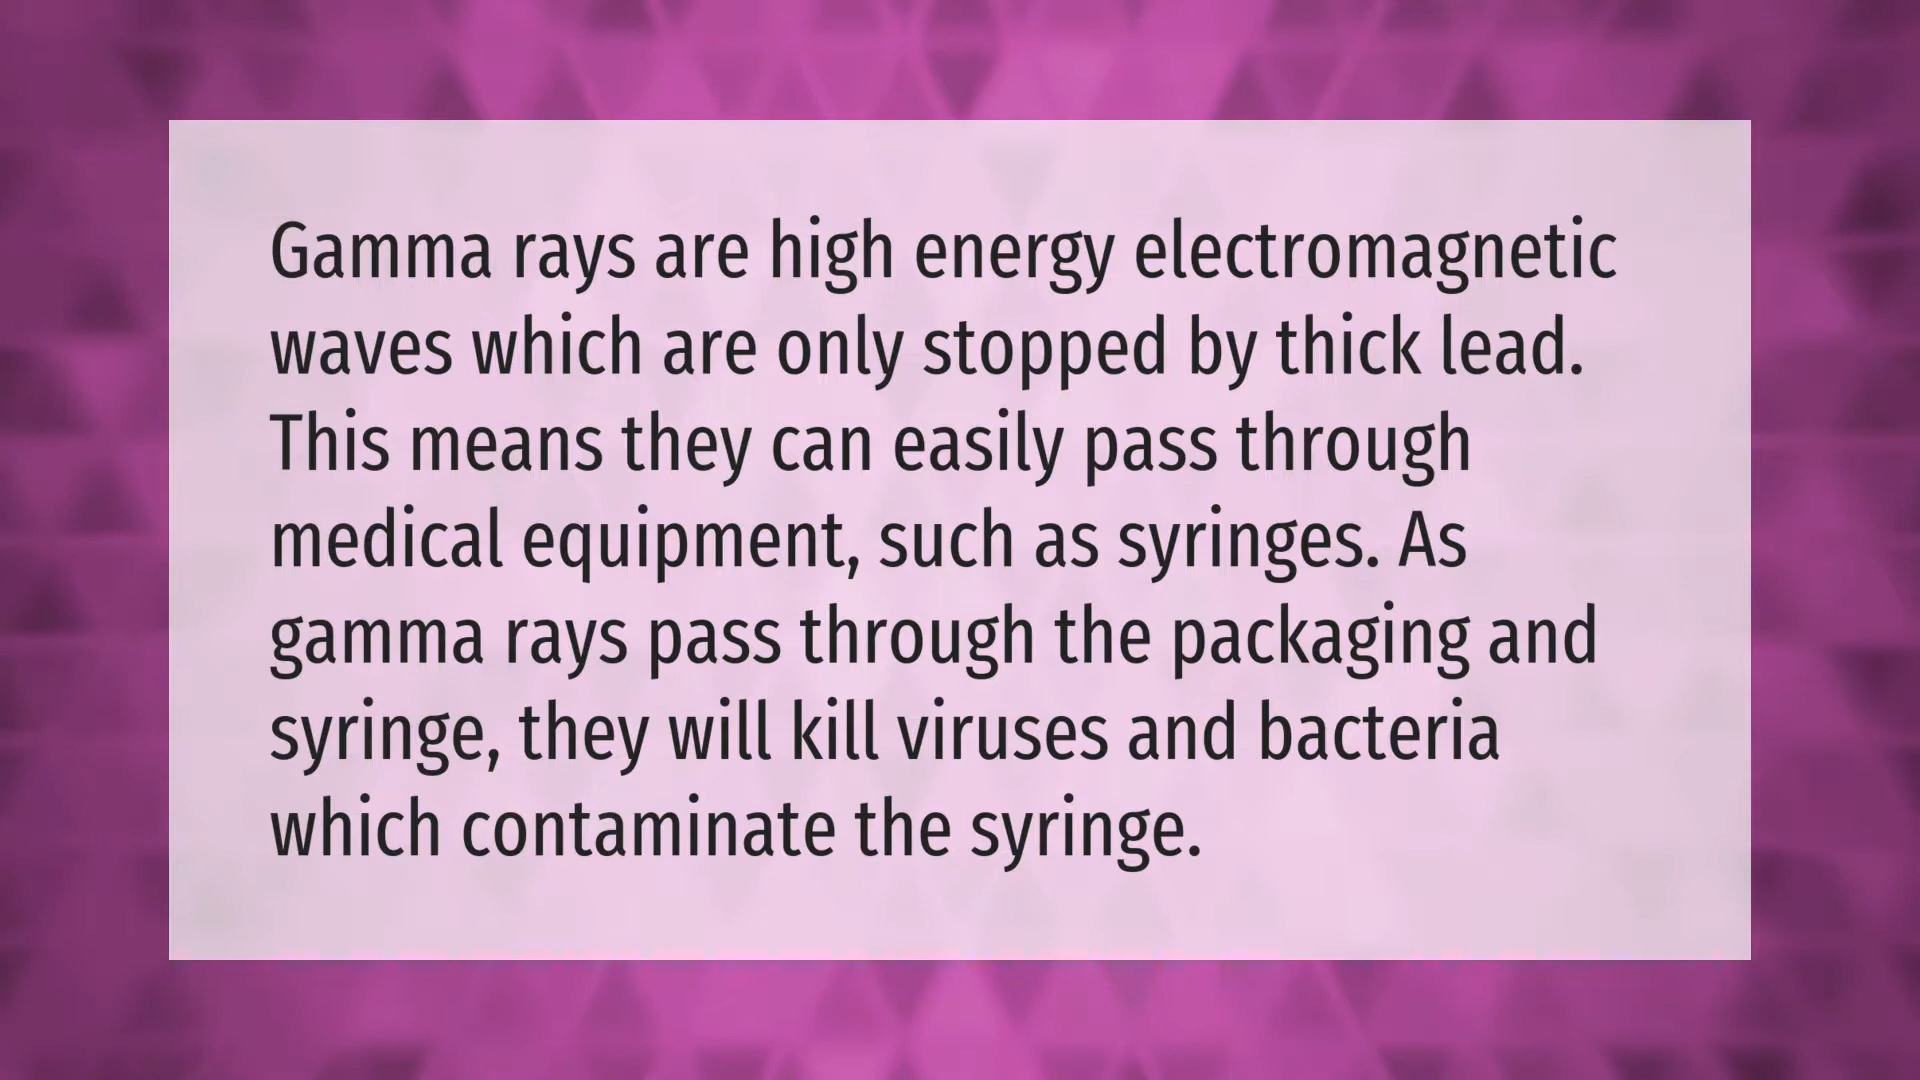 Gamma rays are high energy electromagnetic
waves which are only stopped by thick lead.
This means they can easily pass through
medical equipment, such as syringes. As
gamma rays pass through the packaging and
syringe, they will kill viruses and bacteria
which contaminate the syringe.